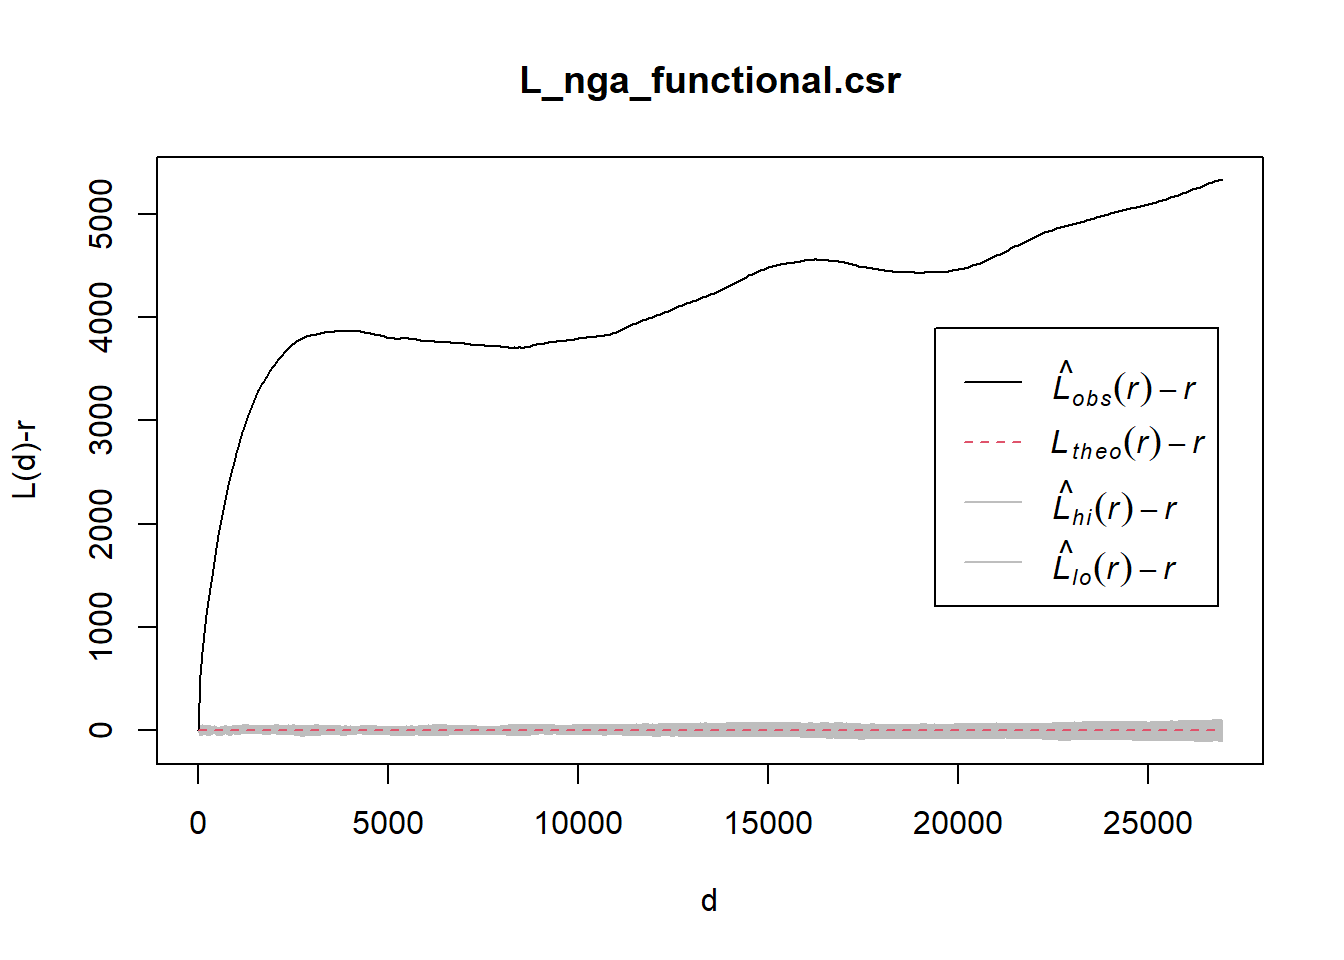 L_nga_functional.csr
L(d)-r
5000
4000
3000
2000
1000
0
L̂obs(r) − r
Ltheo(r) − r
L̂hi(r) − r
L̂lo(r) − r
0 5000 10000 15000 20000 25000
d